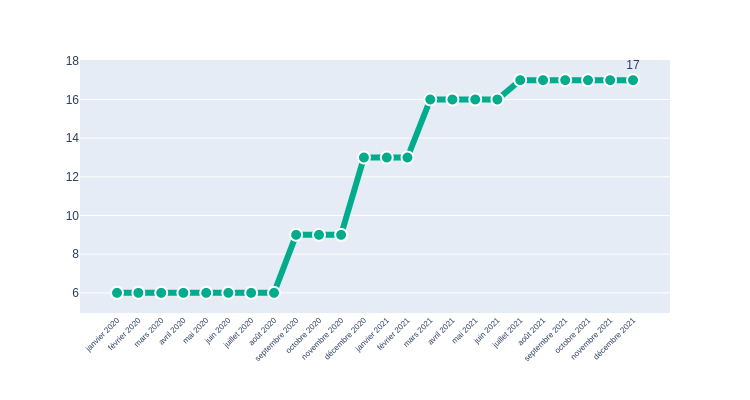 18
17
16
14
12
10
8
6
janvier 2020
février 2020
mars 2020
avril 2020
mai 2020
juin 2020
juillet 2020
août 2020
septembre 2020
octobre 2020
novembre 2020
décembre 2020
janvier 2021
février 2021
mars 2021
avril 2021
mai 2021
juin 2021
juillet 2021
août 2021
septembre 2021
octobre 2021
novembre 2021
décembre 2021